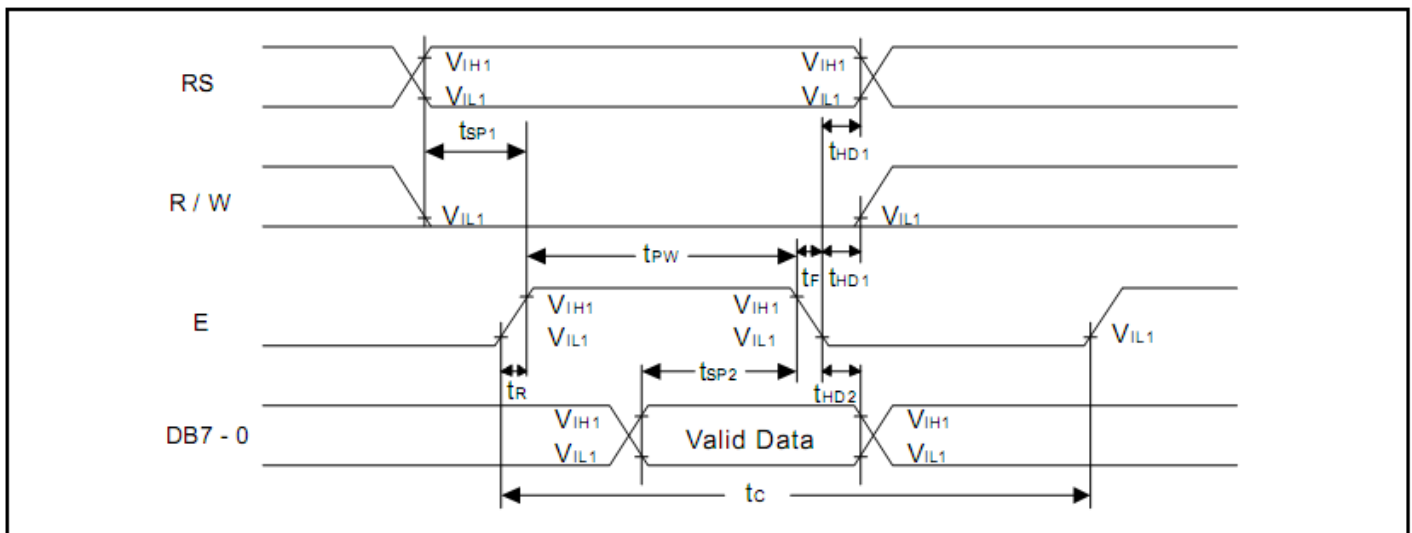 RS
VIH1
VIH1
VIL1
VIL1
tSP1
tHD1
R / W
VIL1
VIL1
tPW
tF
tHD1
E
VIH1
VIH1
VIL1
VIL1
VIL1
tR
tSP2
tHD2
DB7 - 0
VIH1
Valid Data
VIH1
VIL1
VIL1
tC